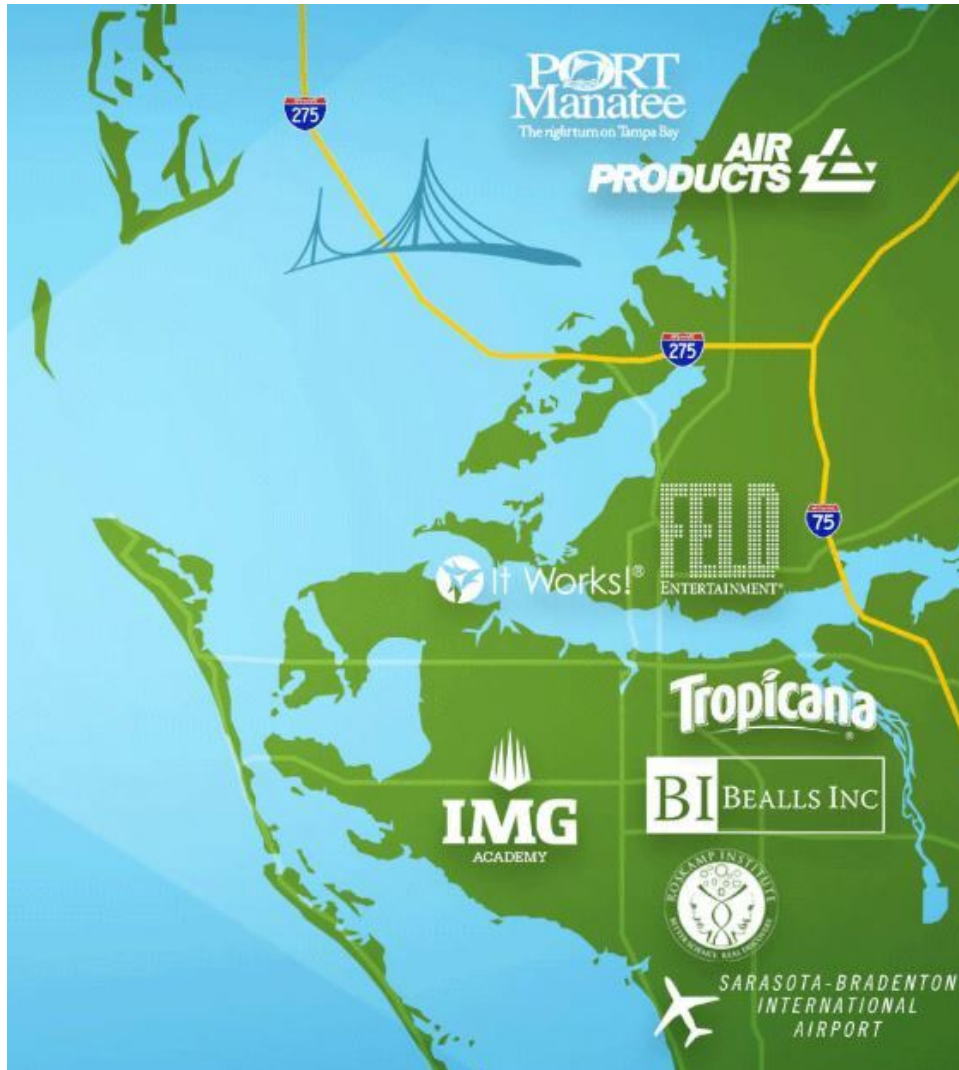 275
PORT
Manatee
The right turn on Tampa Bay
AIR
PRODUCTS
275
75
FELD
ENTERTAINMENT®
It Works!®
Tropicana®
IMG
ACADEMY
BI BEALLS INC
ROSKAMP INSTITUTE
SARASOTA-BRADENTON
INTERNATIONAL
AIRPORT